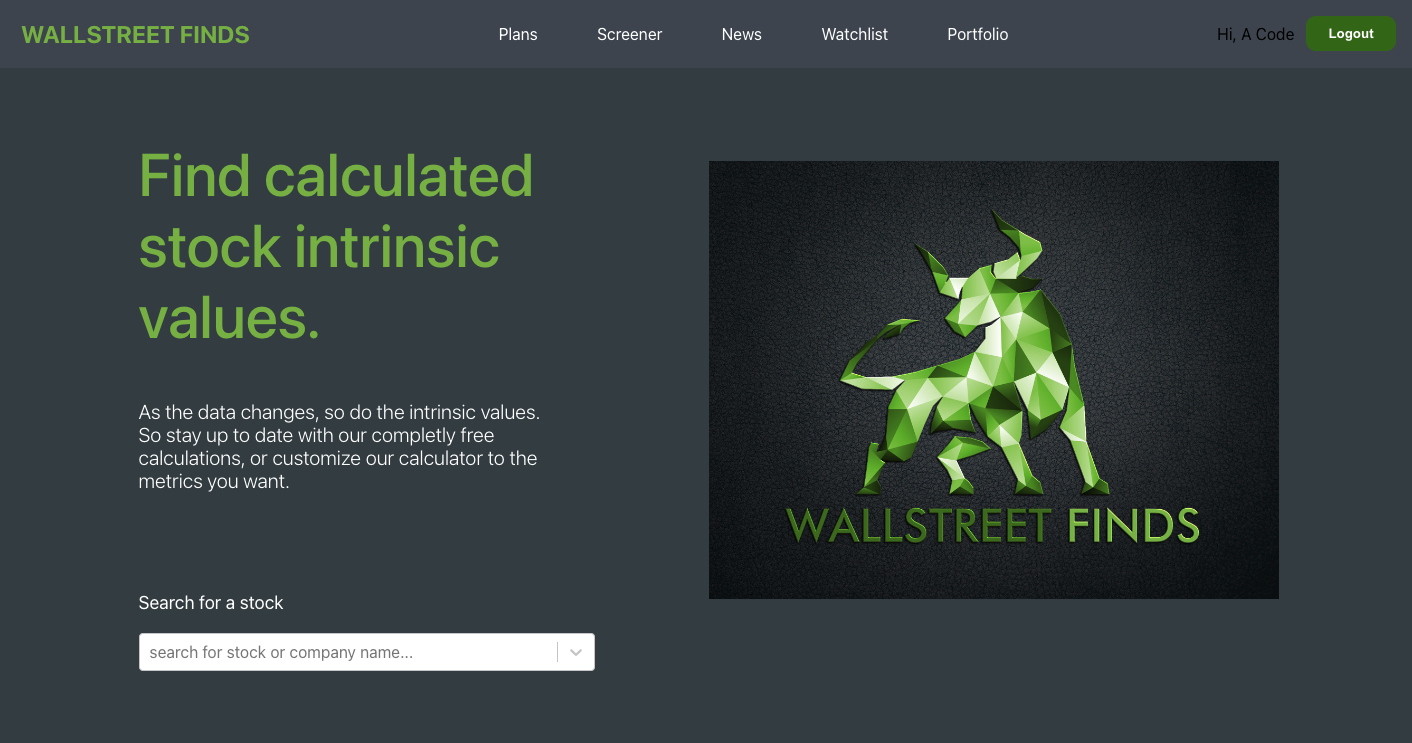 WALLSTREET FINDS
Plans
Screener
News
Watchlist
Portfolio
Hi, A Code
Logout
Find calculated
stock intrinsic
values.
As the data changes, so do the intrinsic values.
So stay up to date with our completly free
calculations, or customize our calculator to the
metrics you want.
Search for a stock
search for stock or company name...
WALLSTREET FINDS